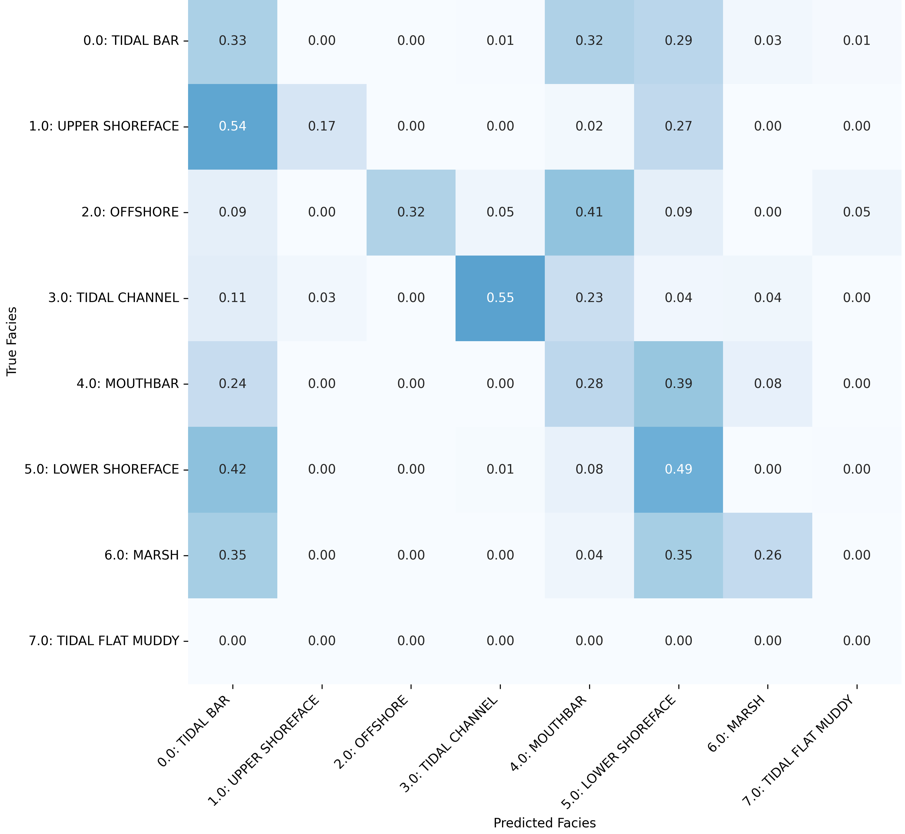 0.0: TIDAL BAR 0.33 0.00 0.00 0.01 0.32 0.29 0.03 0.01
1.0: UPPER SHOREFACE 0.54 0.17 0.00 0.00 0.02 0.27 0.00 0.00
2.0: OFFSHORE 0.09 0.00 0.32 0.05 0.41 0.09 0.00 0.05
3.0: TIDAL CHANNEL 0.11 0.03 0.00 0.55 0.23 0.04 0.04 0.00
True Facies
4.0: MOUTHBAR 0.24 0.00 0.00 0.00 0.28 0.39 0.08 0.00
5.0: LOWER SHOREFACE 0.42 0.00 0.00 0.01 0.08 0.49 0.00 0.00
6.0: MARSH 0.35 0.00 0.00 0.00 0.04 0.35 0.26 0.00
7.0: TIDAL FLAT MUDDY 0.00 0.00 0.00 0.00 0.00 0.00 0.00 0.00
0.0: TIDAL BAR
1.0: UPPER SHOREFACE
2.0: OFFSHORE
3.0: TIDAL CHANNEL
4.0: MOUTHBAR
5.0: LOWER SHOREFACE
6.0: MARSH
7.0: TIDAL FLAT MUDDY
Predicted Facies